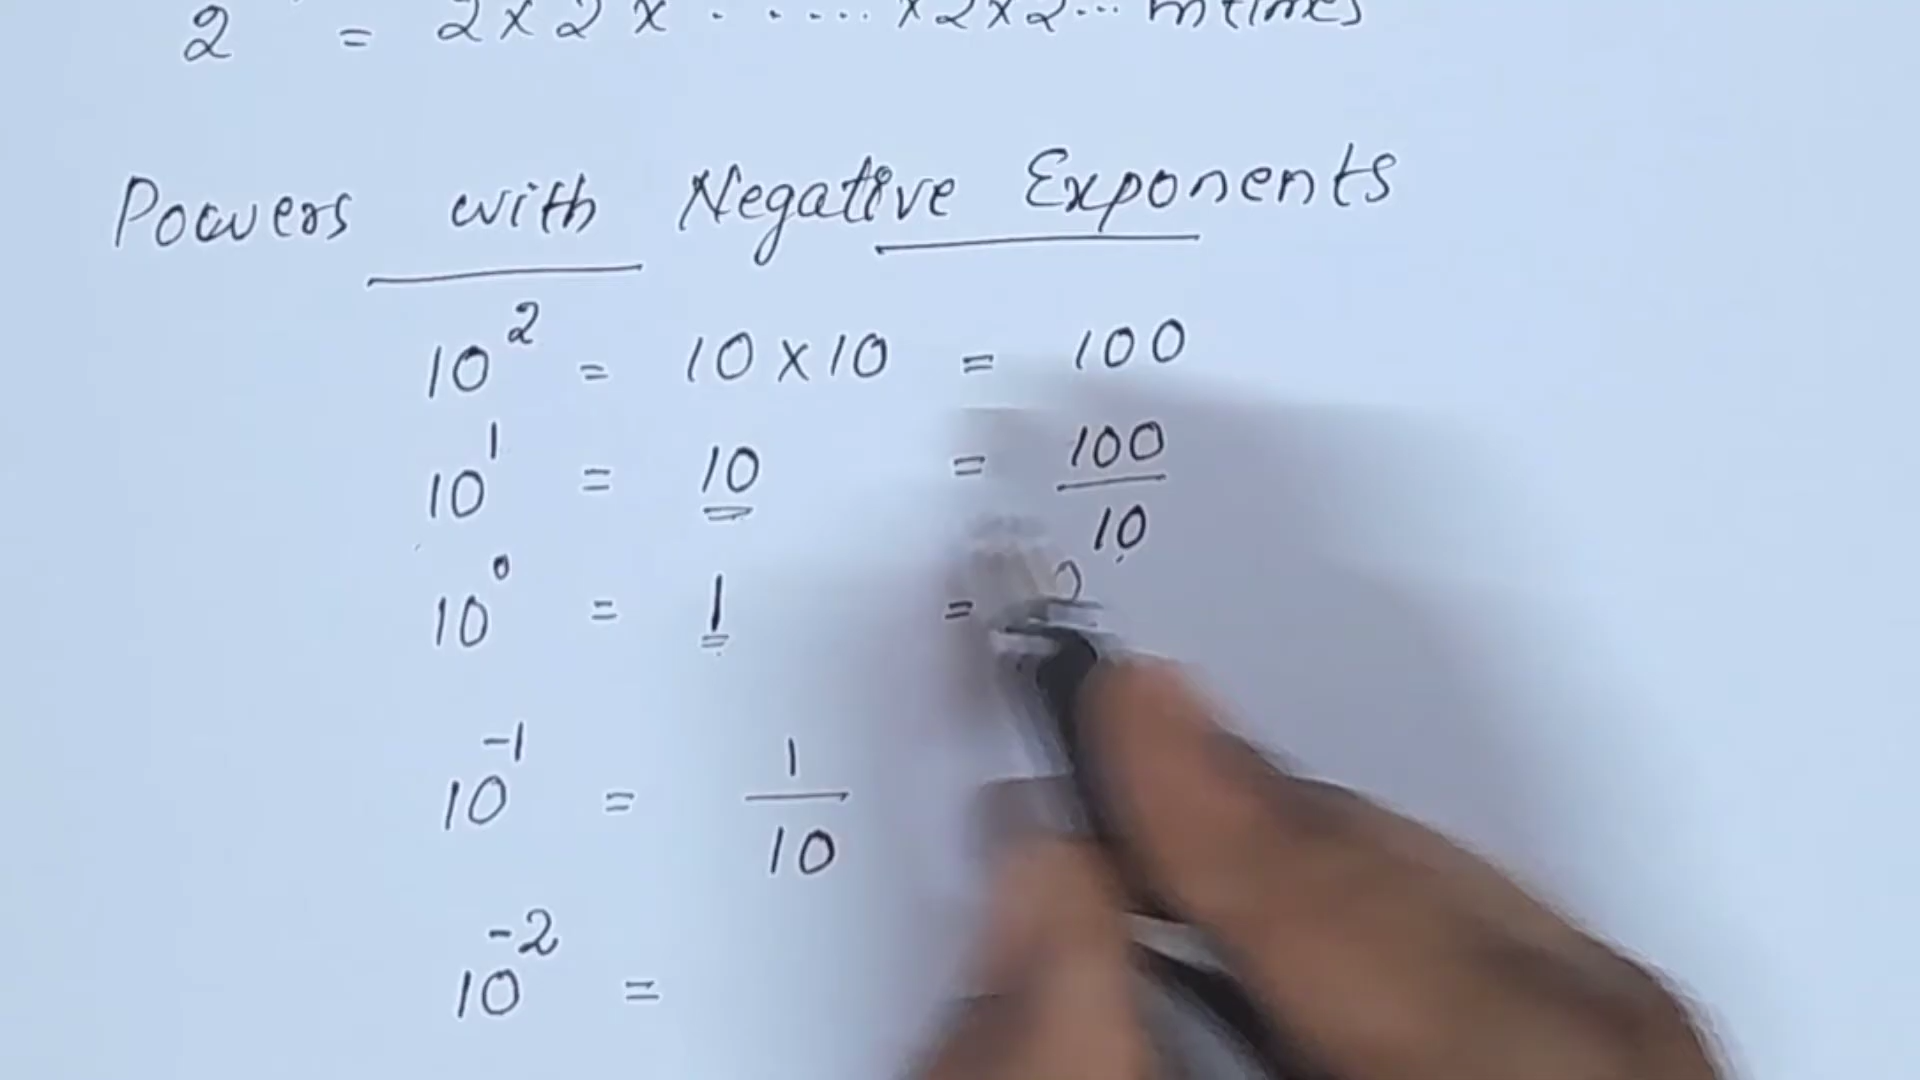 2 = 2 x 2 x . . . . . . x 2 x 2 ... m times
Powers with Negative Exponents
10² = 10 x 10 = 100
10¹ = 10 = 100/10
10⁰ = 1 =
10⁻¹ = 1/10
10⁻² =